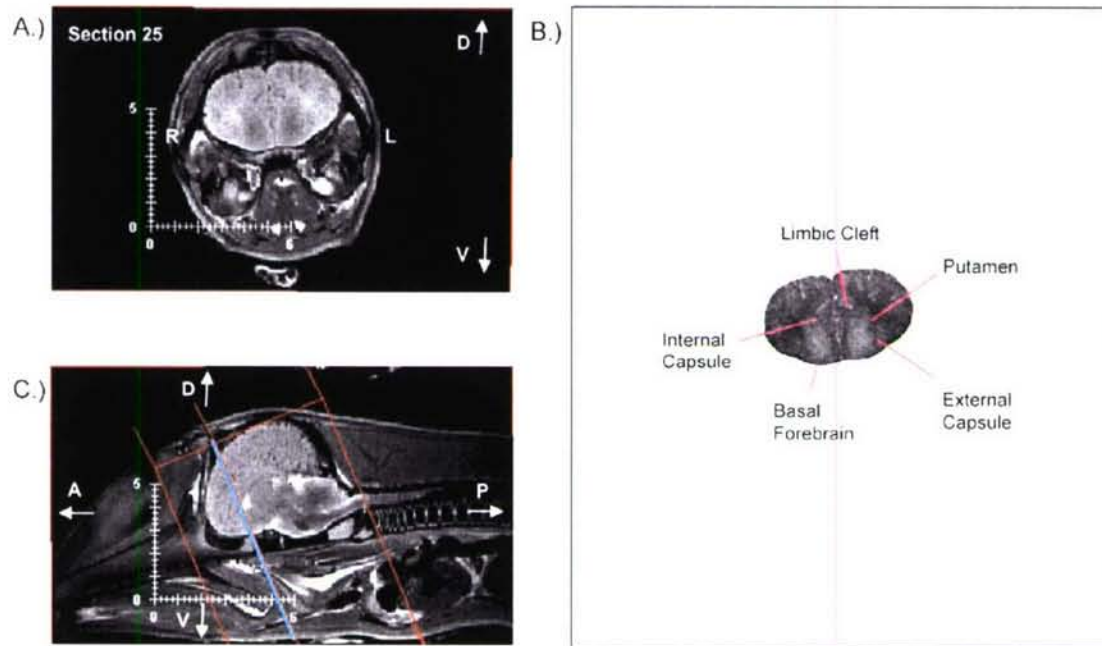 A.)
Section 25
D
5
R
L
0
0
6
V
B.)
Limbic Cleft
Putamen
Internal
Capsule
External
Capsule
Basal
Forebrain
C.)
D
A
5
P
0
V
0
6